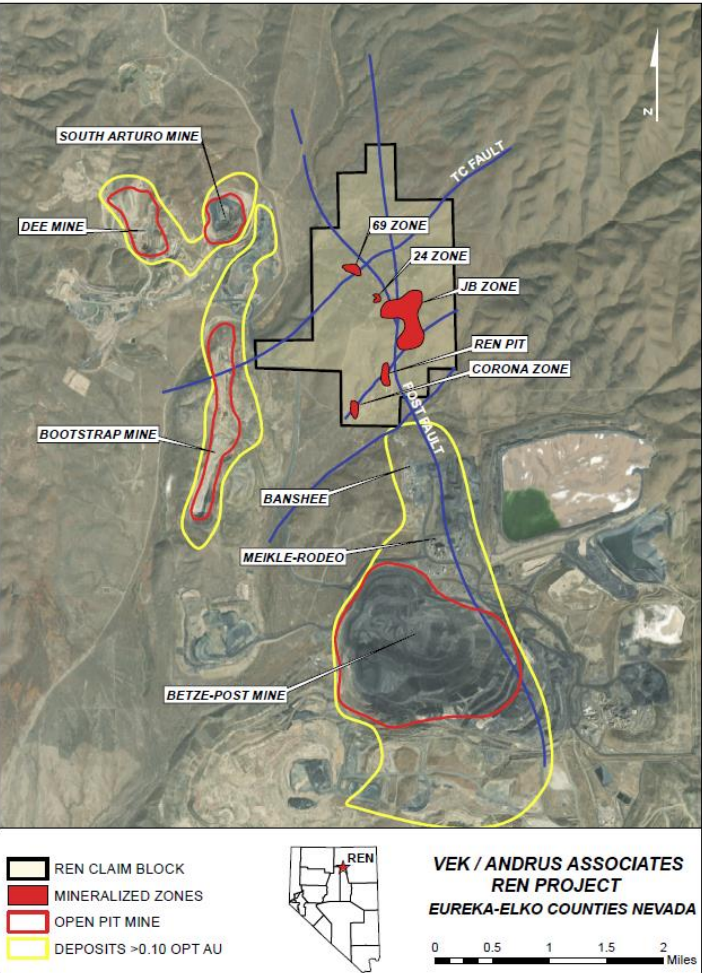 N
SOUTH ARTURO MINE
TC FAULT
DEE MINE
69 ZONE
24 ZONE
JB ZONE
REN PIT
CORONA ZONE
POST FAULT
BOOTSTRAP MINE
BANSHEE
MEIKLE-RODEO
BETZE-POST MINE
REN CLAIM BLOCK
MINERALIZED ZONES
OPEN PIT MINE
DEPOSITS >0.10 OPT AU
REN
VEK / ANDRUS ASSOCIATES
REN PROJECT
EUREKA-ELKO COUNTIES NEVADA
0 0.5 1 1.5 2
Miles